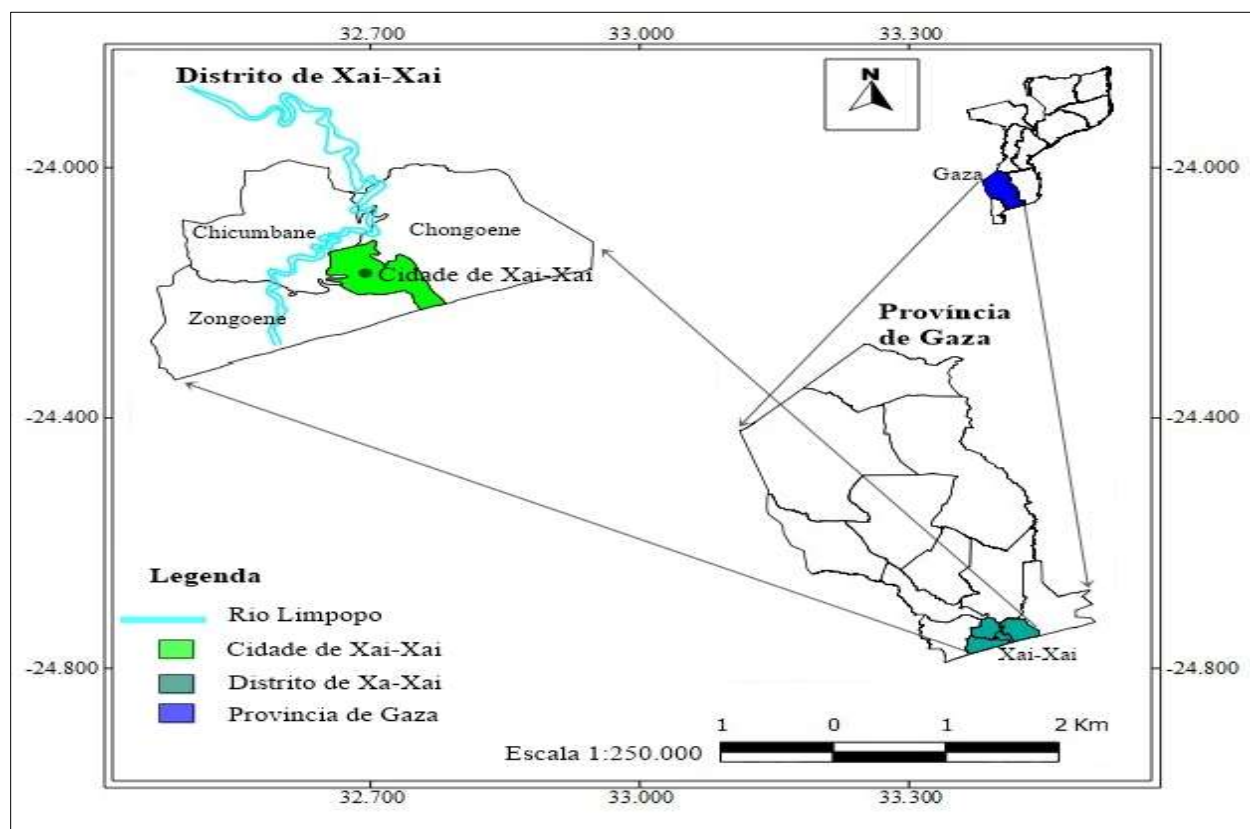 32.700 33.000 33.300
Distrito de Xai-Xai
N
-24.000 -24.000
Gaza
Chicumbane Chongoene
Cidade de Xai-Xai
Zongoene
Província
de Gaza
-24.400 -24.400
Legenda
Rio Limpopo
Cidade de Xai-Xai
Xai-Xai
-24.800 -24.800
Distrito de Xa-Xai
Provincia de Gaza
1 0 1 2 Km
Escala 1:250.000
32.700 33.000 33.300